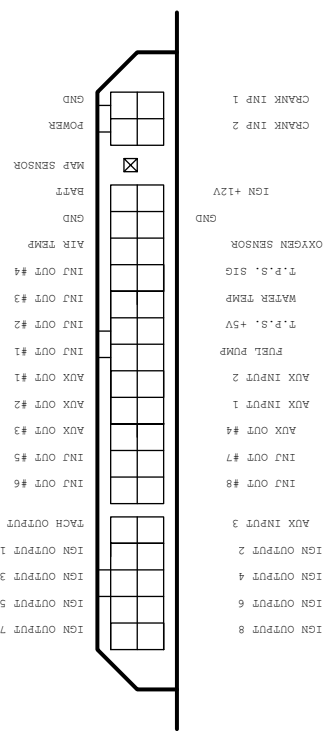 IGN OUTPUT 8
IGN OUTPUT 7
IGN OUTPUT 6
IGN OUTPUT 5
IGN OUTPUT 4
IGN OUTPUT 3
IGN OUTPUT 2
IGN OUTPUT 1
AUX INPUT 3
TACH OUTPUT
INJ OUT #8
INJ OUT #6
INJ OUT #7
INJ OUT #5
AUX OUT #4
AUX OUT #3
AUX INPUT 1
AUX OUT #2
AUX INPUT 2
AUX OUT #1
FUEL PUMP
INJ OUT #1
T.P.S. +5V
INJ OUT #2
WATER TEMP
INJ OUT #3
T.P.S. SIG
INJ OUT #4
OXYGEN SENSOR
AIR TEMP
GND
GND
IGN +12V
BATT
MAP SENSOR
CRANK INP 2
POWER
CRANK INP 1
GND